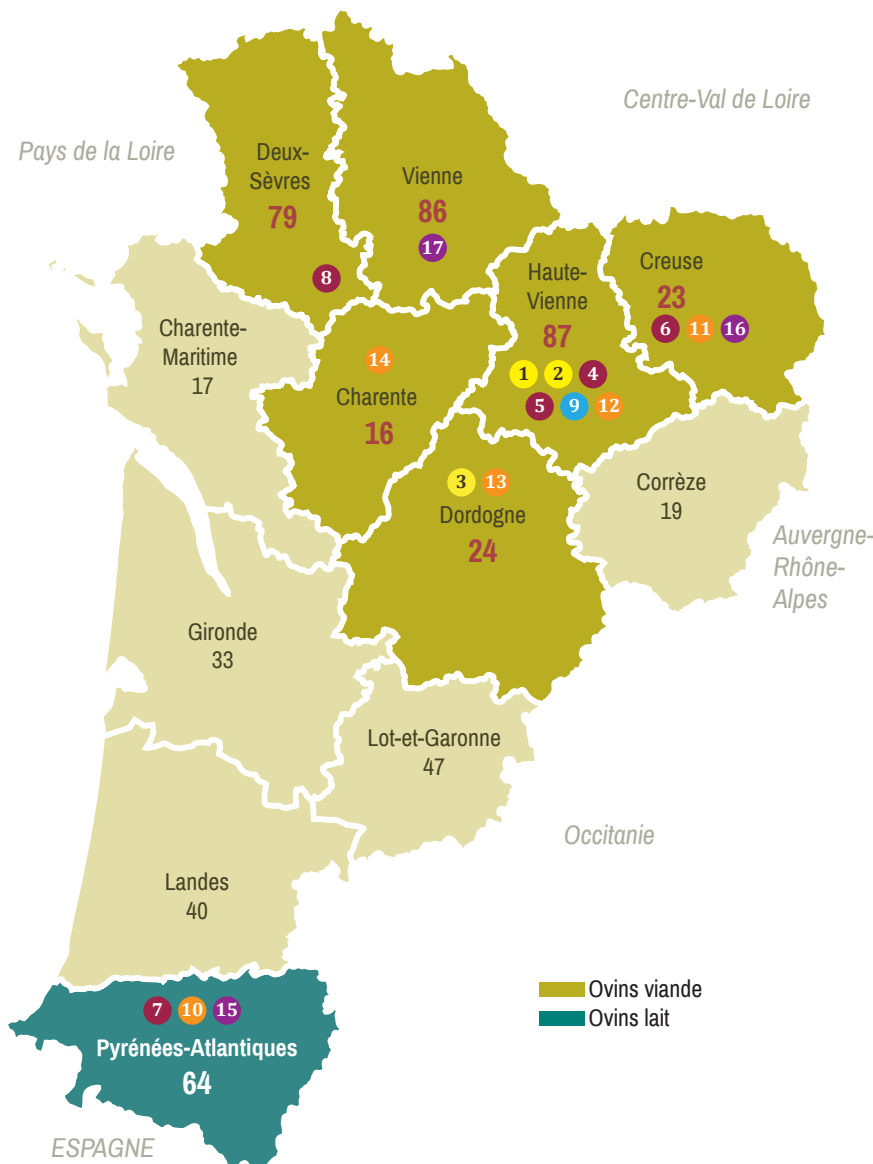 Centre-Val de Loire
Pays de la Loire
Deux-
Sèvres
79
8
Vienne
86
17
Haute-
Vienne
87
1 2 4
5 9 12
Creuse
23
6 11 16
Charente-
Maritime
17
14
Charente
16
3 13
Dordogne
24
Corrèze
19
Auvergne-
Rhône-
Alpes
Gironde
33
Lot-et-Garonne
47
Occitanie
Landes
40
7 10 15
Pyrénées-Atlantiques
64
ESPAGNE
Ovins viande
Ovins lait